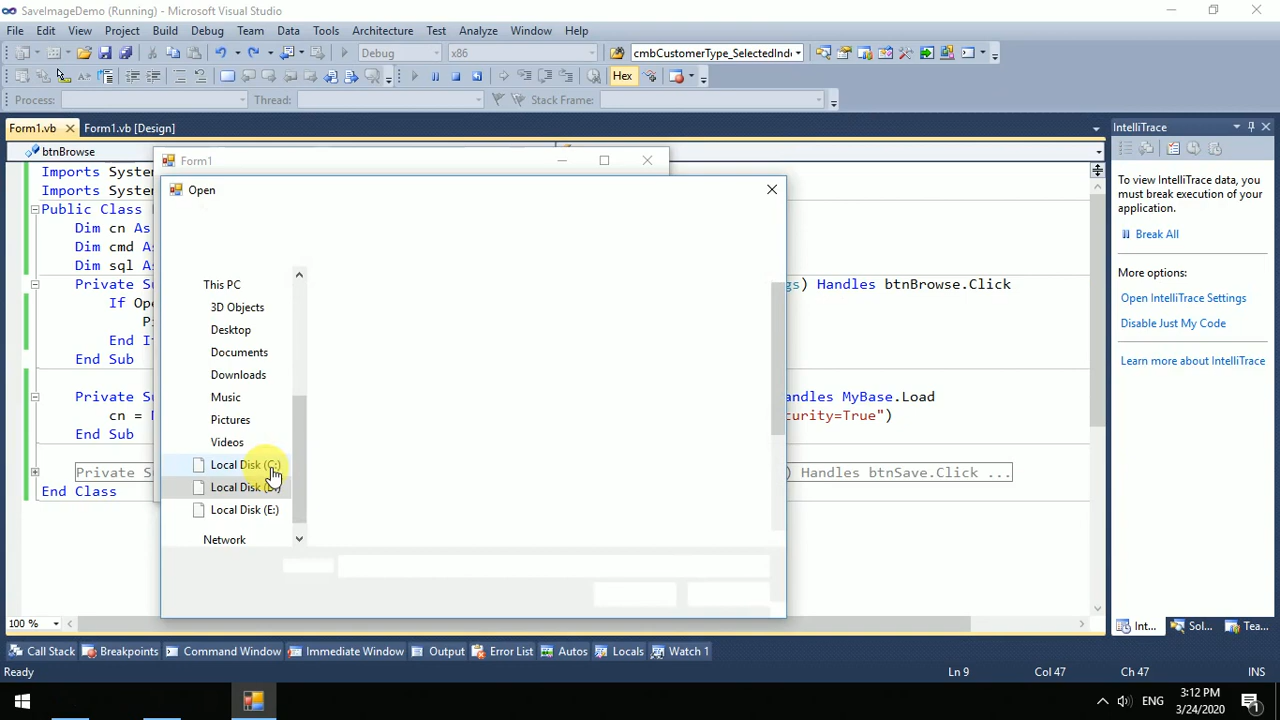 SaveImageDemo (Running) - Microsoft Visual Studio
File Edit View Project Build Debug Team Data Tools Architecture Test Analyze Window Help
Debug x86 cmbCustomerType_SelectedInd
Hex
Process: Thread: Stack Frame:
Form1.vb Form1.vb [Design]
btnBrowse
Form1
Open
Imports System
Imports System
Public Class
Dim cn As
Dim cmd As
Dim sql As
Private Su gs) Handles btnBrowse.Click
If Ope
Pi
End If
End Sub
Private Su andles MyBase.Load
cn = N curity=True")
End Sub
Private S ) Handles btnSave.Click ...
End Class
This PC
3D Objects
Desktop
Documents
Downloads
Music
Pictures
Videos
Local Disk (C:)
Local Disk
Local Disk (E:)
Network
IntelliTrace
To view IntelliTrace data, you
must break execution of your
application.
Break All
More options:
Open IntelliTrace Settings
Disable Just My Code
Learn more about IntelliTrace
100 %
Int... Sol... Tea...
Call Stack Breakpoints Command Window Immediate Window Output Error List Autos Locals Watch 1
Ready Ln 9 Col 47 Ch 47 INS
ENG 3:12 PM
3/24/2020
1